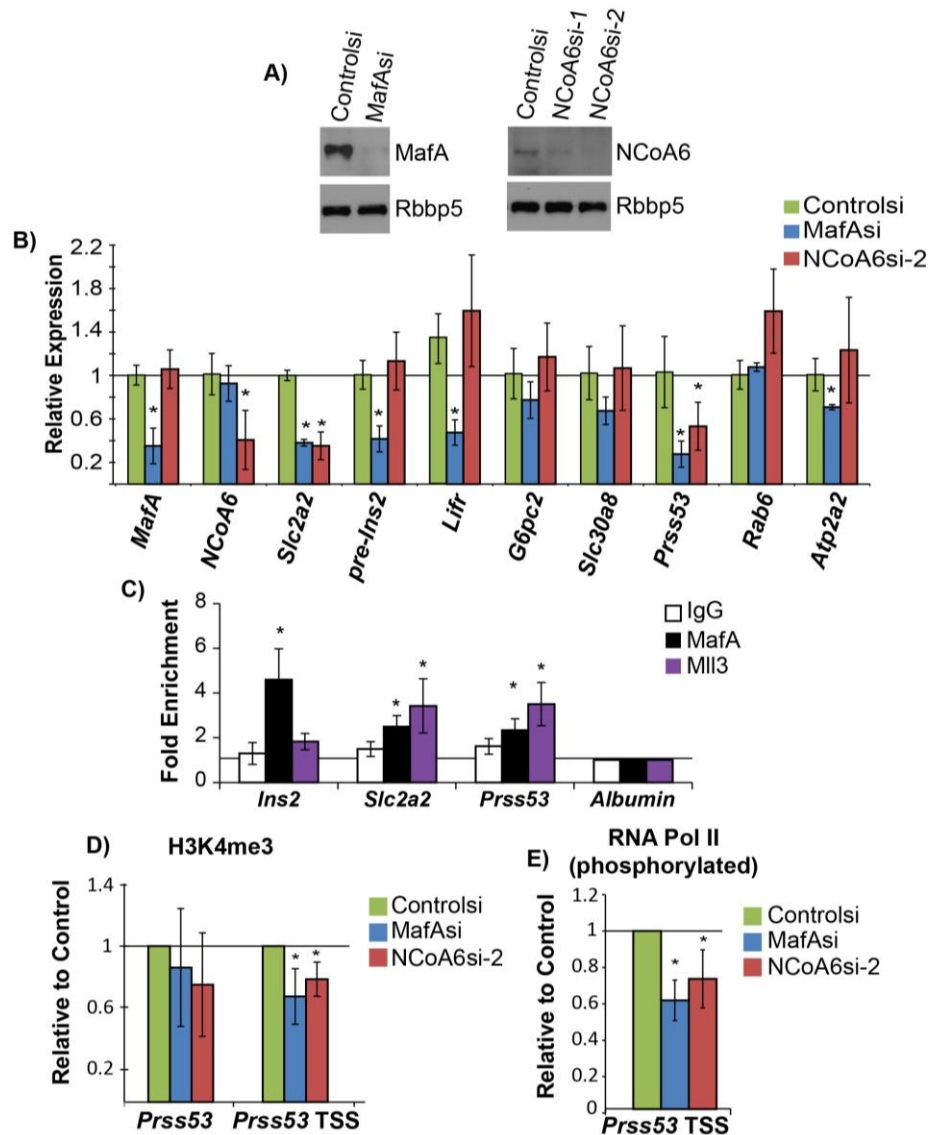 A)
Controlsi
MafAsi
MafA
Rbbp5
Controlsi
NCoA6si-1
NCoA6si-2
NCoA6
Rbbp5
Controlsi
MafAsi
NCoA6si-2
B)
Relative Expression
2.2
1.8
1.4
1
0.6
0.2
* * * * * * * * *
MafA
NCoA6
Slc2a2
pre-Ins2
Lifr
G6pc2
Slc30a8
Prss53
Rab6
Atp2a2
C)
Fold Enrichment
8
6
4
2
0
* * * * *
IgG
MafA
Mll3
Ins2
Slc2a2
Prss53
Albumin
D)
H3K4me3
Relative to Control
1.4
1
0.6
0.2
* *
Controlsi
MafAsi
NCoA6si-2
Prss53
Prss53 TSS
E)
RNA Pol II
(phosphorylated)
Relative to Control
1.2
1
0.8
0.6
0.4
0.2
0
* *
Controlsi
MafAsi
NCoA6si-2
Prss53 TSS